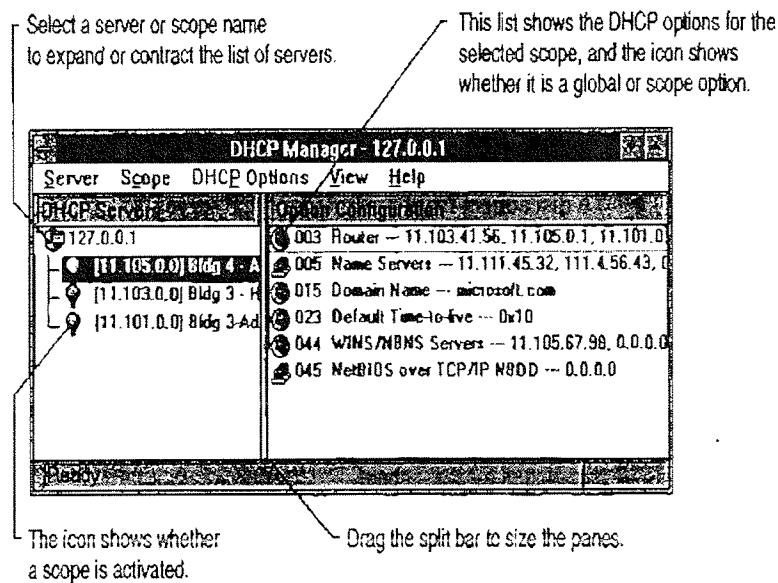 Select a server or scope name
to expand or contract the list of servers.
This list shows the DHCP options for the
selected scope, and the icon shows
whether it is a global or scope option.
DHCP Manager - 127.0.0.1
Server Scope DHCP Options View Help
DHCP Servers
Option Configuration
127.0.0.1
[11.105.0.0] Bldg 4 - A
[11.103.0.0] Bldg 3 - H
[11.101.0.0] Bldg 3-Ad
003 Router --- 11.103.41.56, 11.105.0.1, 11.101.0
005 Name Servers --- 11.111.45.32, 111.4.56.43, 0
015 Domain Name --- microsoft.com
023 Default Time-to-live --- 0x10
044 WINS/NBNS Servers --- 11.105.67.98, 0.0.0.0
045 NetBIOS over TCP/IP NBDD --- 0.0.0.0
Ready
The icon shows whether
a scope is activated.
Drag the split bar to size the panes.